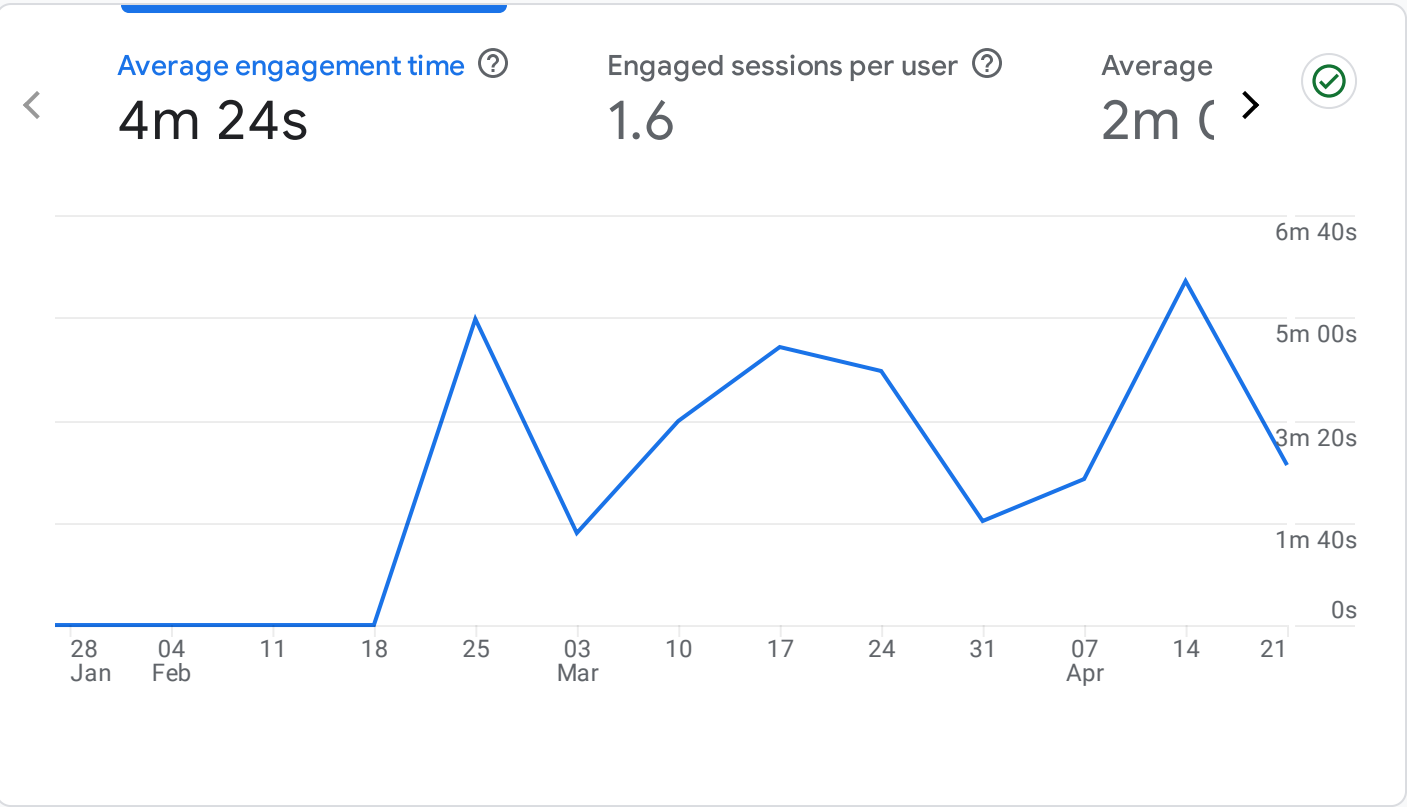 Average engagement time
4m 24s
Engaged sessions per user
1.6
Average
2m
6m 40s
5m 00s
3m 20s
1m 40s
0s
28 04 11 18 25 03 10 17 24 31 07 14 21
Jan Feb Mar Apr